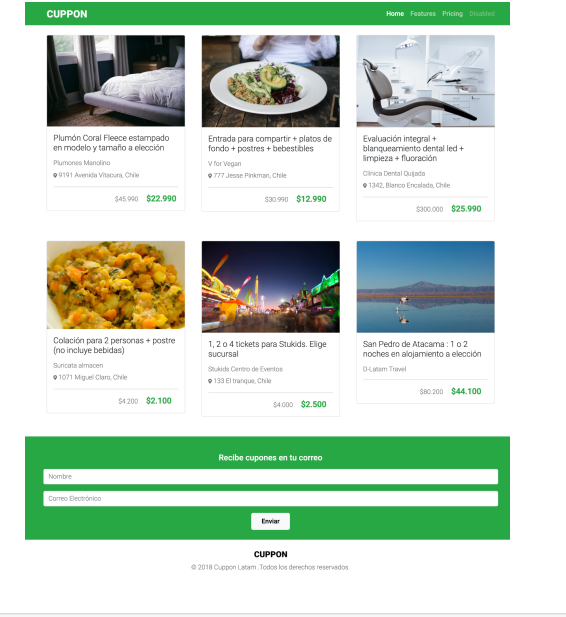 CUPPON
Home Features Pricing Disabled
Plumón Coral Fleece estampado
en modelo y tamaño a elección
Plumones Manolino
9191 Avenida Vitacura, Chile
$45.990 $22.990
Entrada para compartir + platos de
fondo + postres + bebestibles
V for Vegan
777 Jesse Pinkman, Chile
$30.990 $12.990
Evaluación integral +
blanqueamiento dental led +
limpieza + fluoración
Clínica Dental Quijada
1342, Blanco Encalada, Chile
$300.000 $25.990
Colación para 2 personas + postre
(no incluye bebidas)
Suricata almacen
1071 Miguel Claro, Chile
$4.200 $2.100
1, 2 o 4 tickets para Stukids. Elige
sucursal
Stukids Centro de Eventos
133 El tranque, Chile
$4.000 $2.500
San Pedro de Atacama : 1 o 2
noches en alojamiento a elección
D-Latam Travel
$80.200 $44.100
Recibe cupones en tu correo
Nombre
Correo Electrónico
Enviar
CUPPON
© 2018 Cuppon Latam .Todos los derechos reservados.